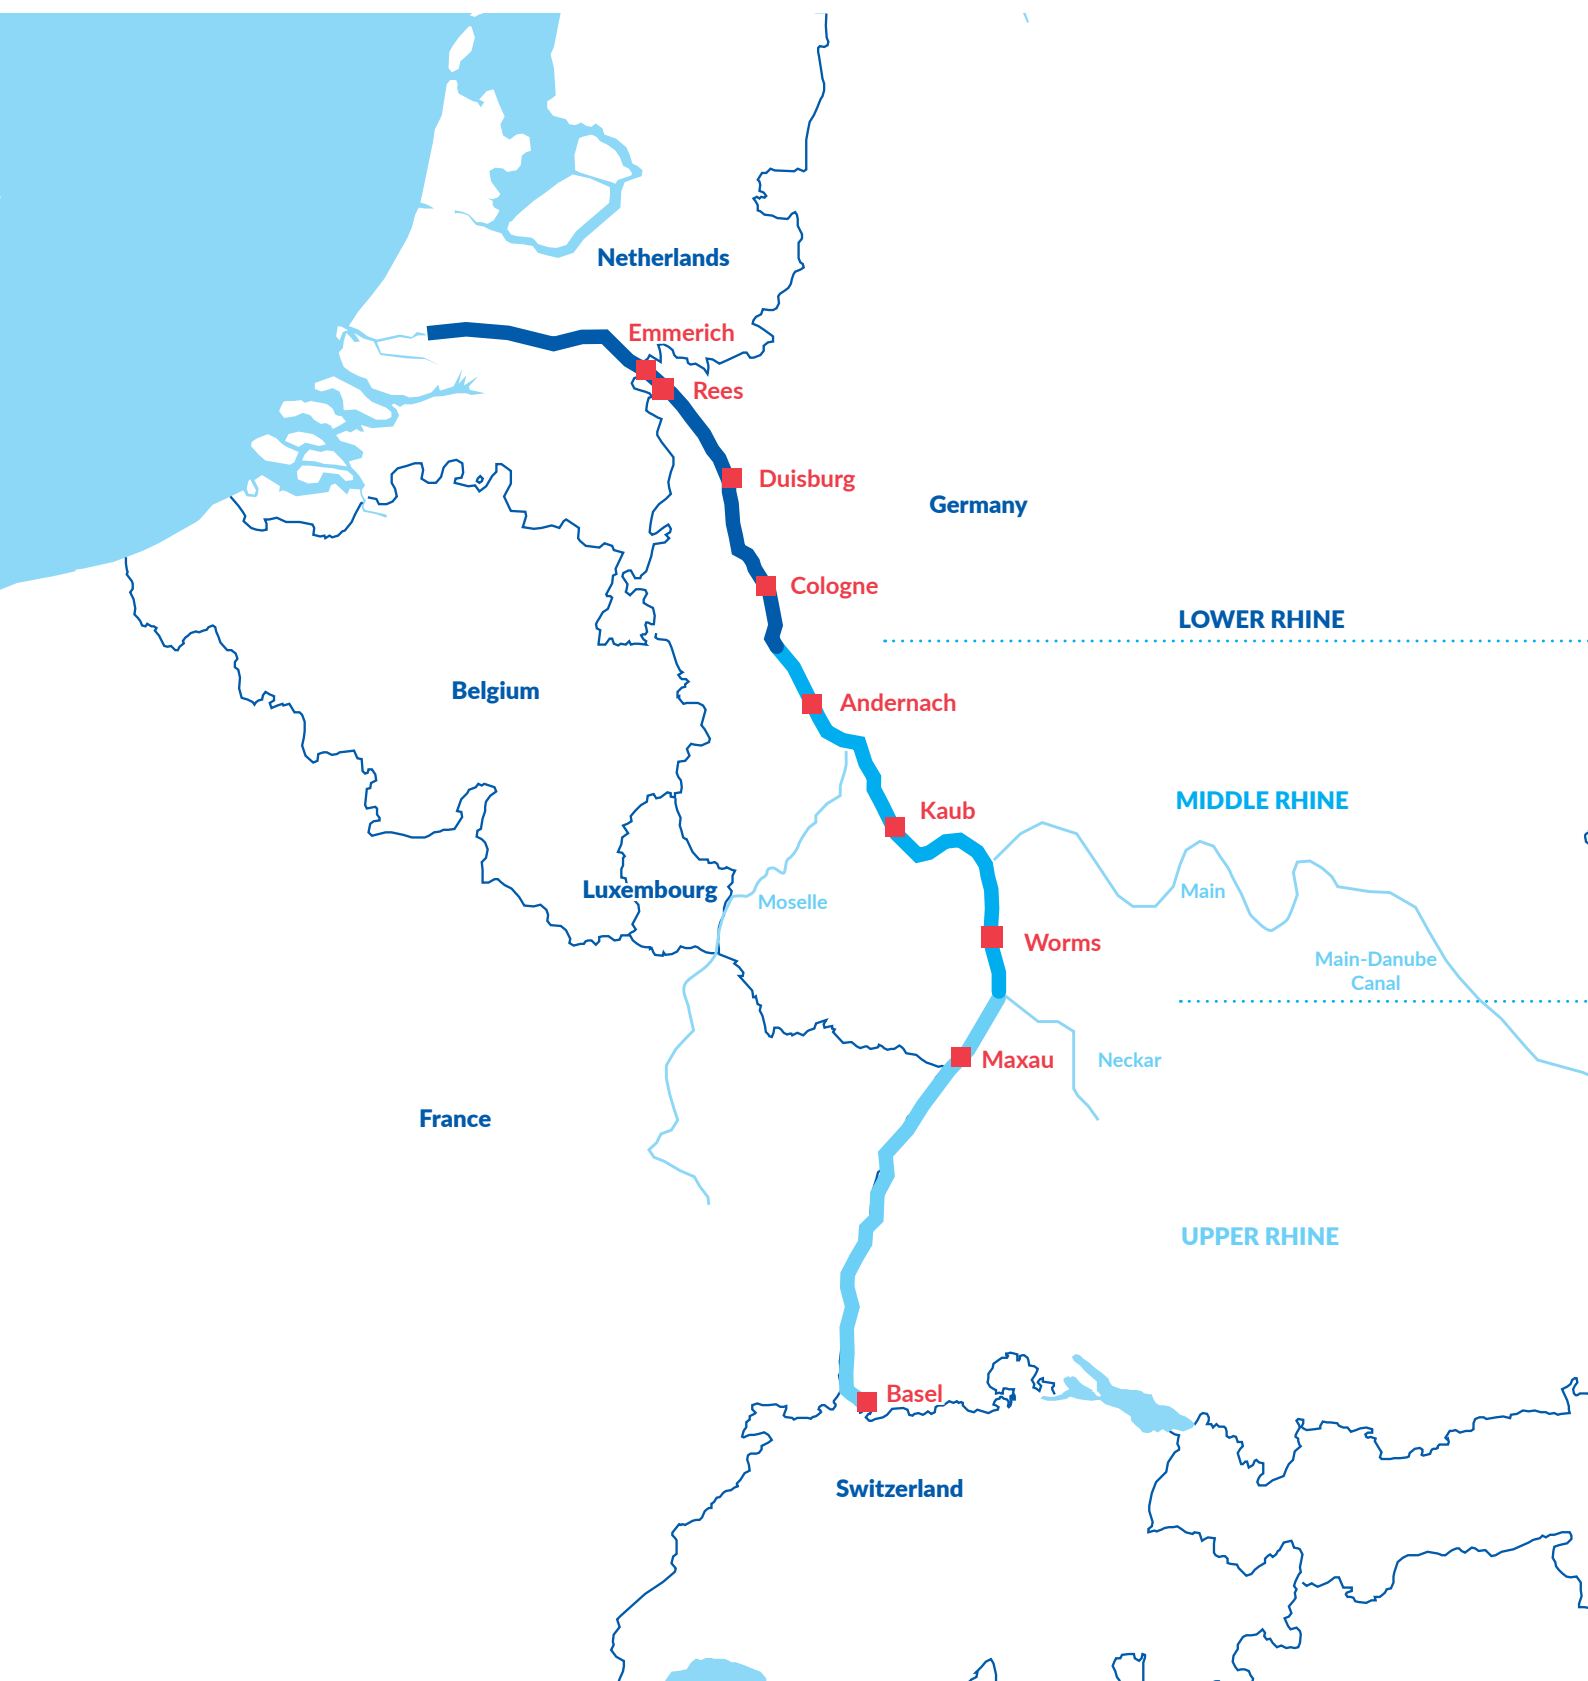 Netherlands
Emmerich
Rees
Duisburg
Germany
Cologne
LOWER RHINE
Belgium
Andernach
MIDDLE RHINE
Kaub
Luxembourg
Moselle
Main
Worms
Main-Danube
Canal
Maxau
Neckar
France
UPPER RHINE
Basel
Switzerland